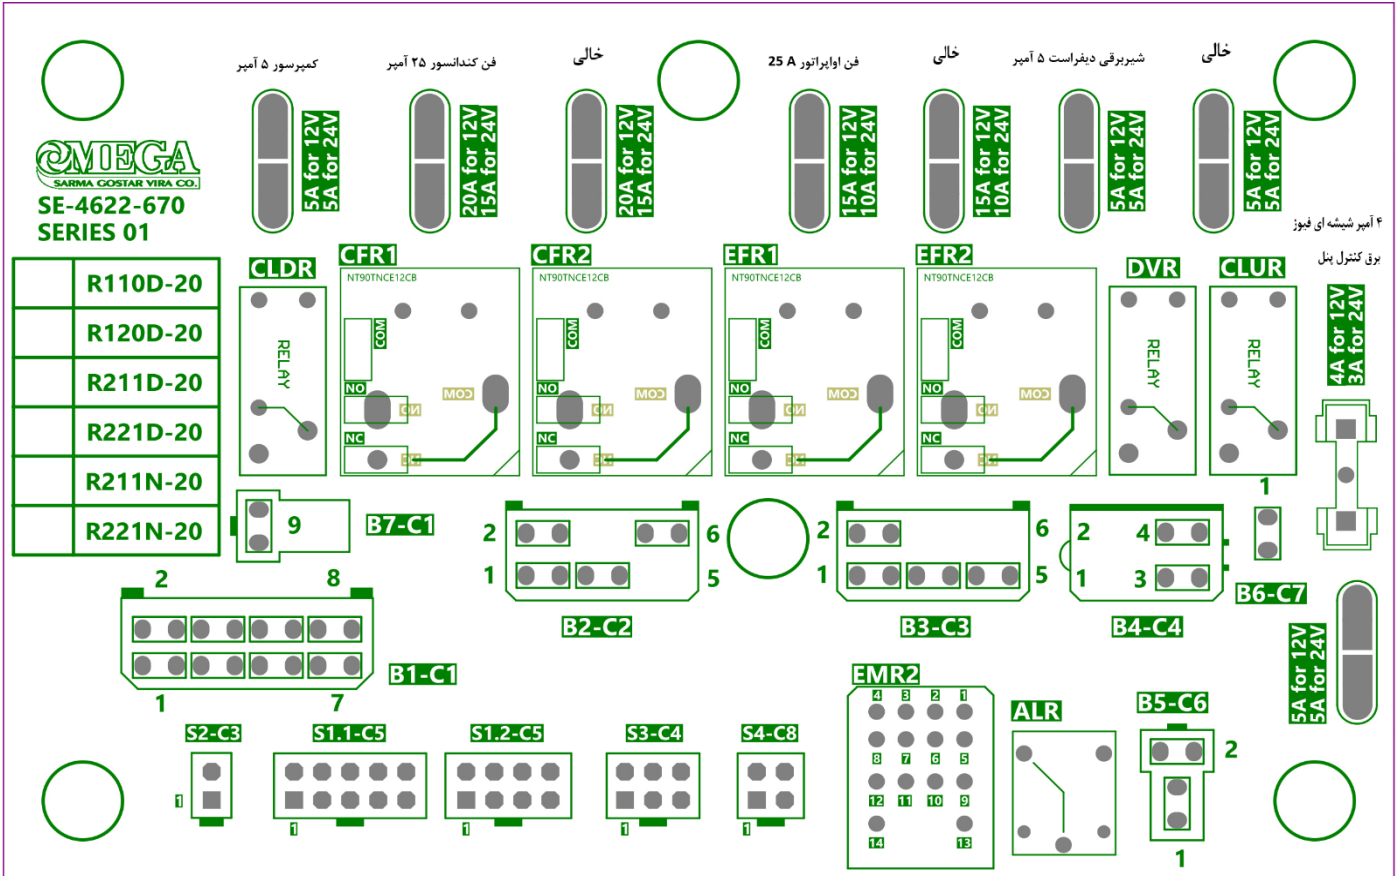 کمپرسور ۵ آمپر
فن کندانسور ۲۵ آمپر
خالی
فن اواپراتور 25 A
خالی
شیربرقی دیفراست ۵ آمپر
خالی
5A for 12V
5A for 24V
20A for 12V
15A for 24V
20A for 12V
15A for 24V
15A for 12V
10A for 24V
15A for 12V
10A for 24V
5A for 12V
5A for 24V
5A for 12V
5A for 24V
OMEGA
SARMA GOSTAR VIRA CO.
SE-4622-670
SERIES 01
۴ آمپر شیشه ای فیوز
برق کنترل پنل
4A for 12V
3A for 24V
R110D-20
R120D-20
R211D-20
R221D-20
R211N-20
R221N-20
CLDR
RELAY
CFR1
NT90TNCE12CB
COM
NO
NC
COM
NO
NC
CFR2
NT90TNCE12CB
COM
NO
NC
COM
NO
NC
EFR1
NT90TNCE12CB
COM
NO
NC
COM
NO
NC
EFR2
NT90TNCE12CB
COM
NO
NC
COM
NO
NC
DVR
RELAY
CLUR
RELAY
9
B7-C1
2
6
1
5
B2-C2
2
6
1
5
B3-C3
2
4
1
3
B4-C4
1
B6-C7
2
8
1
7
B1-C1
5A for 12V
5A for 24V
S2-C3
1
S1.1-C5
1
S1.2-C5
1
S3-C4
1
S4-C8
1
EMR2
4 3 2 1
8 7 6 5
12 11 10 9
14 13
ALR
B5-C6
2
1